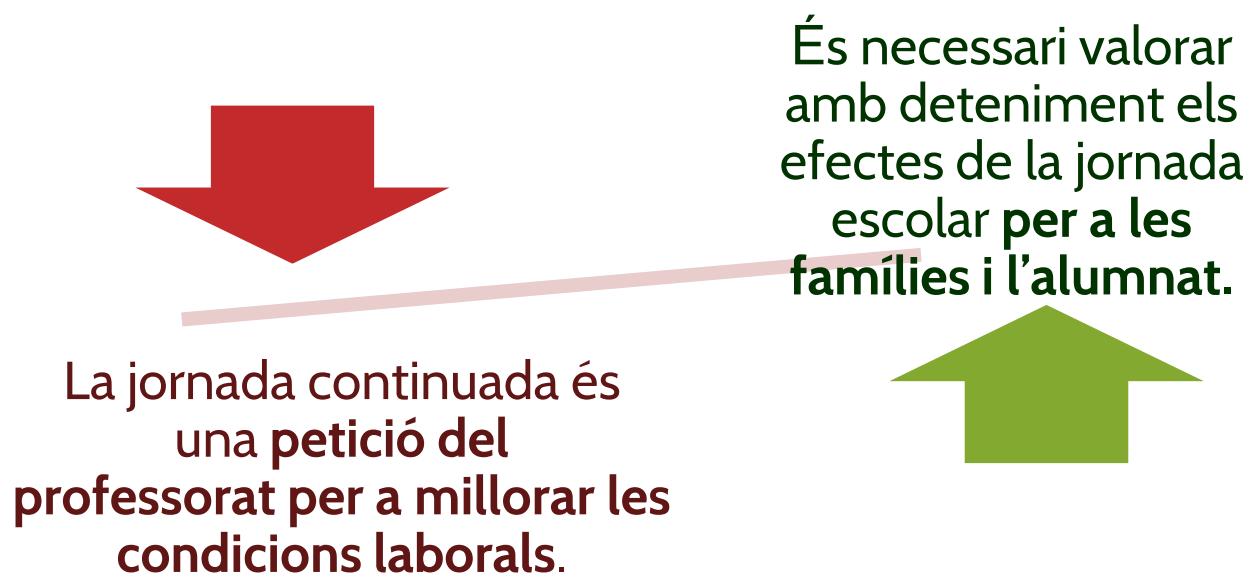 És necessari valorar
amb deteniment els
efectes de la jornada
escolar per a les
famílies i l’alumnat.
La jornada continuada és
una petició del
professorat per a millorar les
condicions laborals.